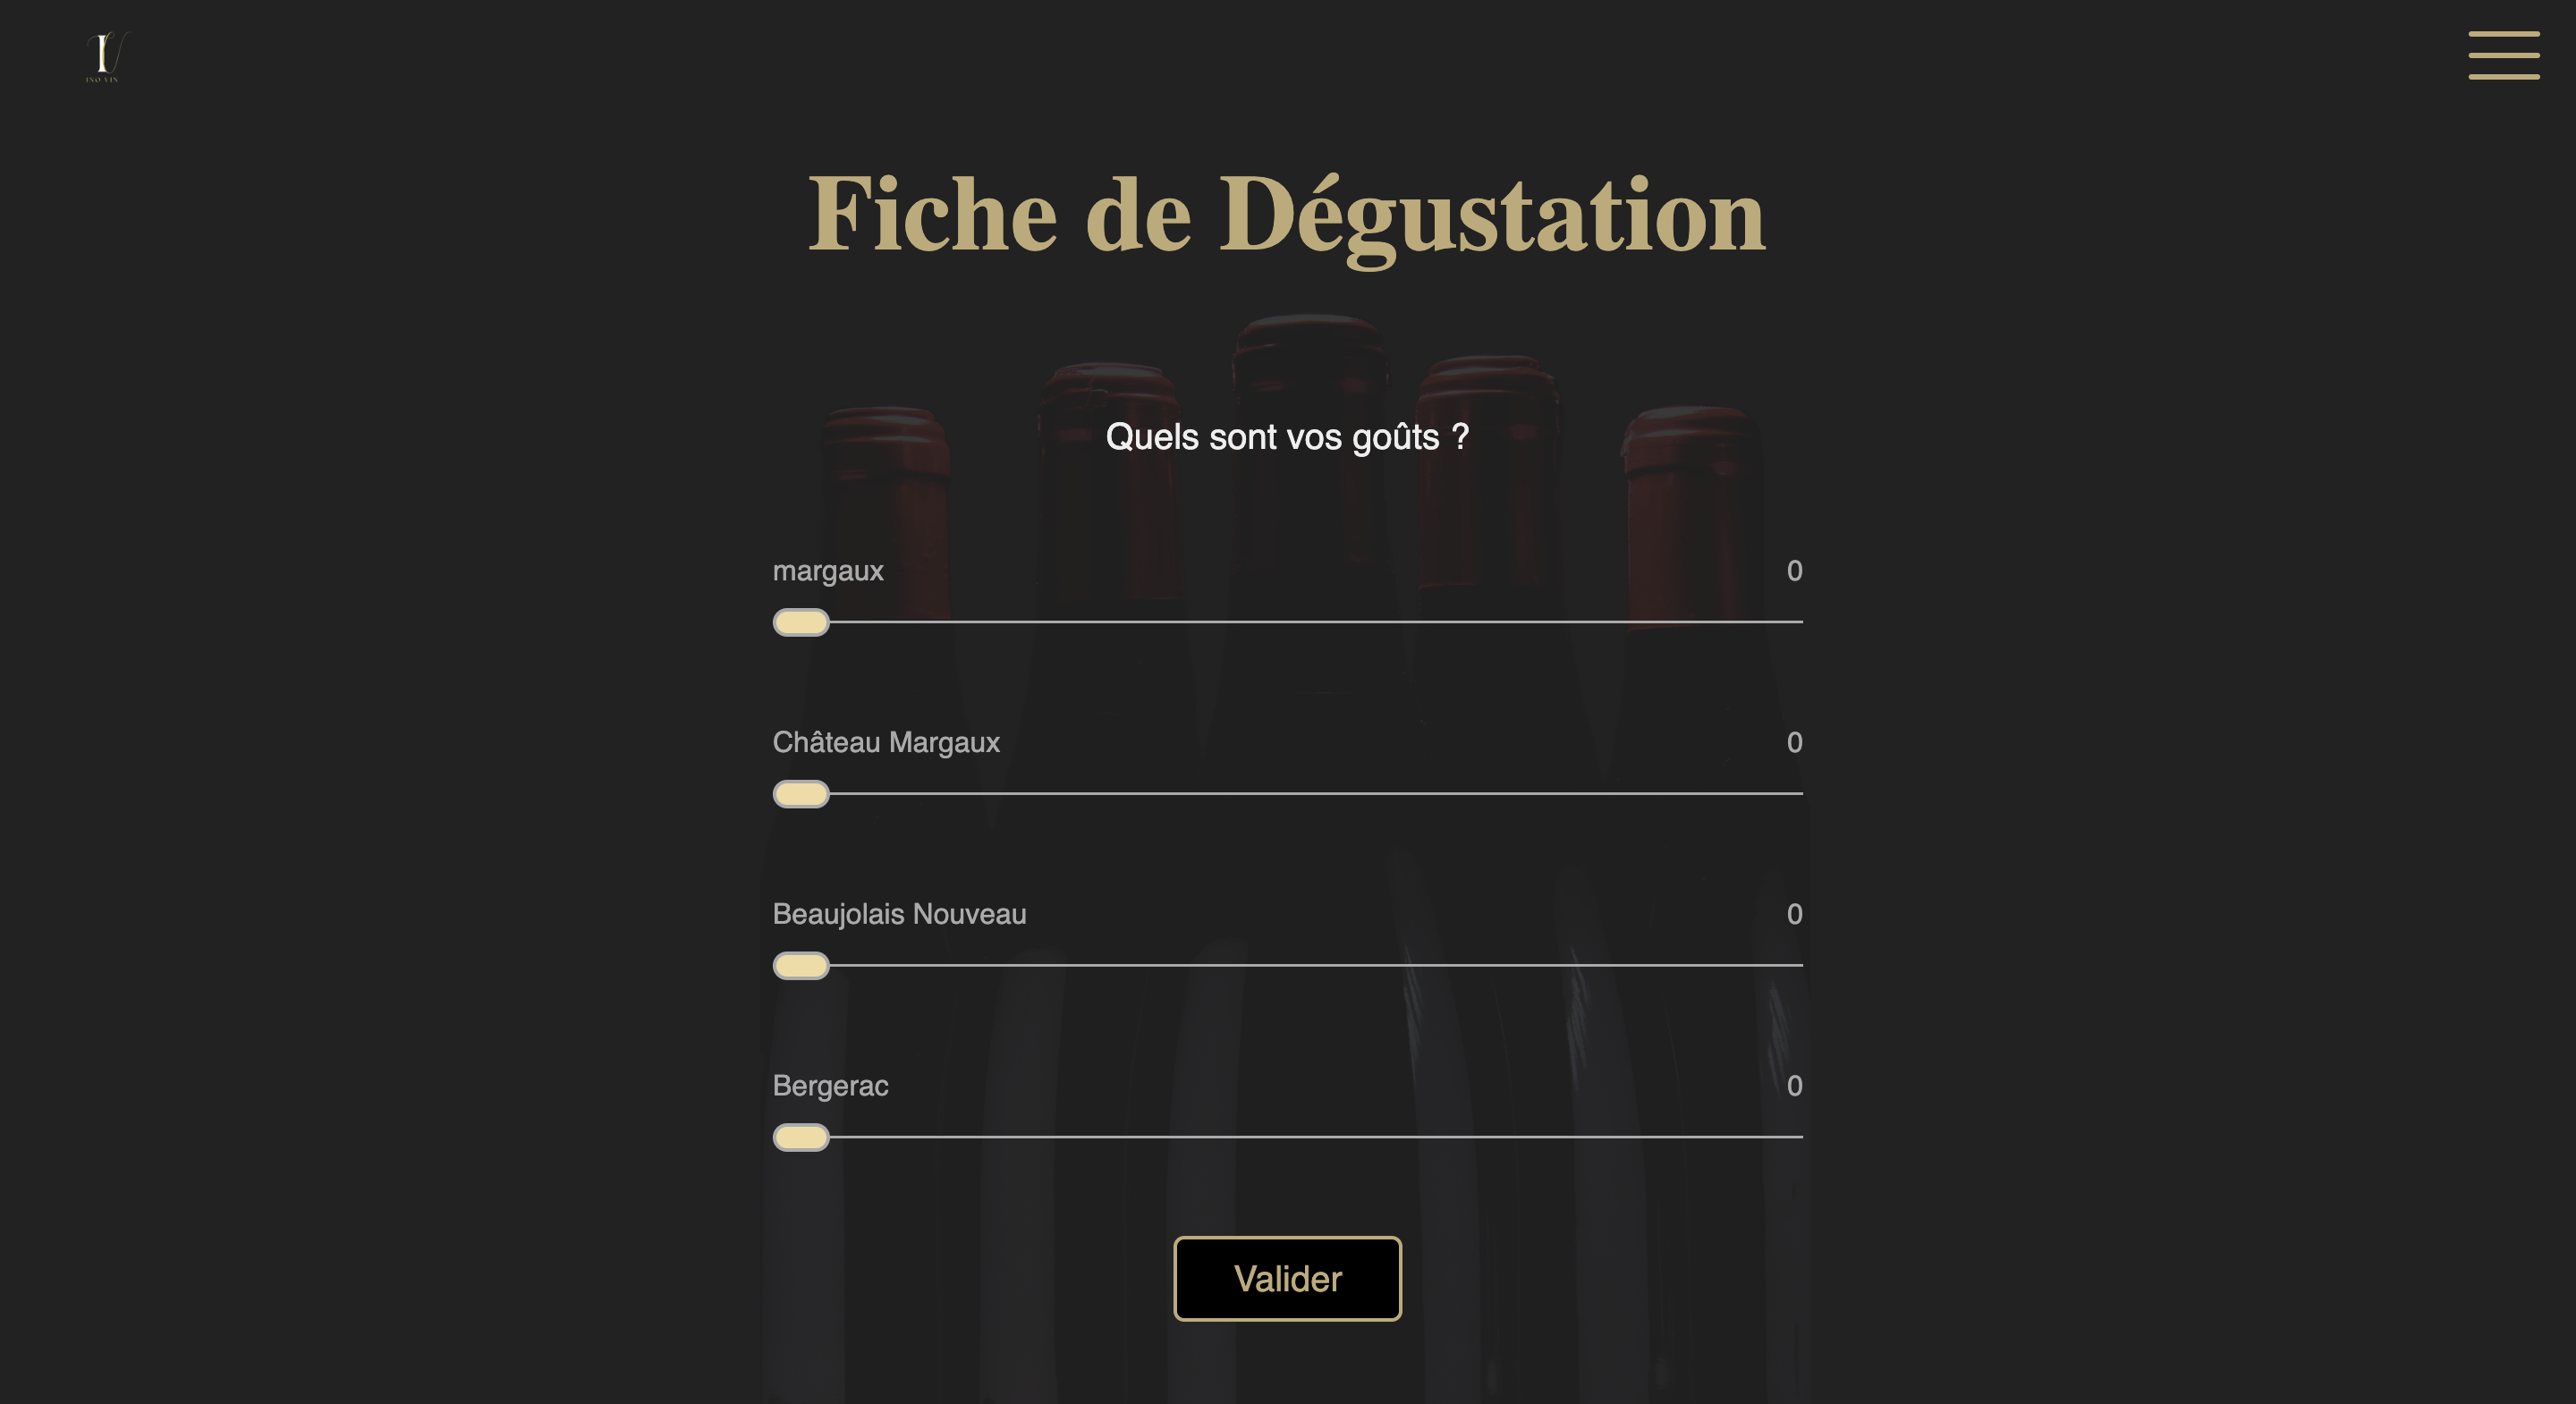 INO VIN
Fiche de Dégustation
Quels sont vos goûts ?
margaux 0
Château Margaux 0
Beaujolais Nouveau 0
Bergerac 0
Valider